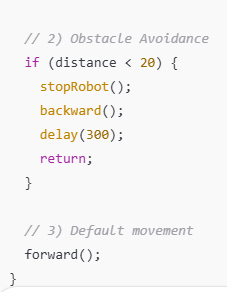 // 2) Obstacle Avoidance
if (distance < 20) {
stopRobot();
backward();
delay(300);
return;
}
// 3) Default movement
forward();
}